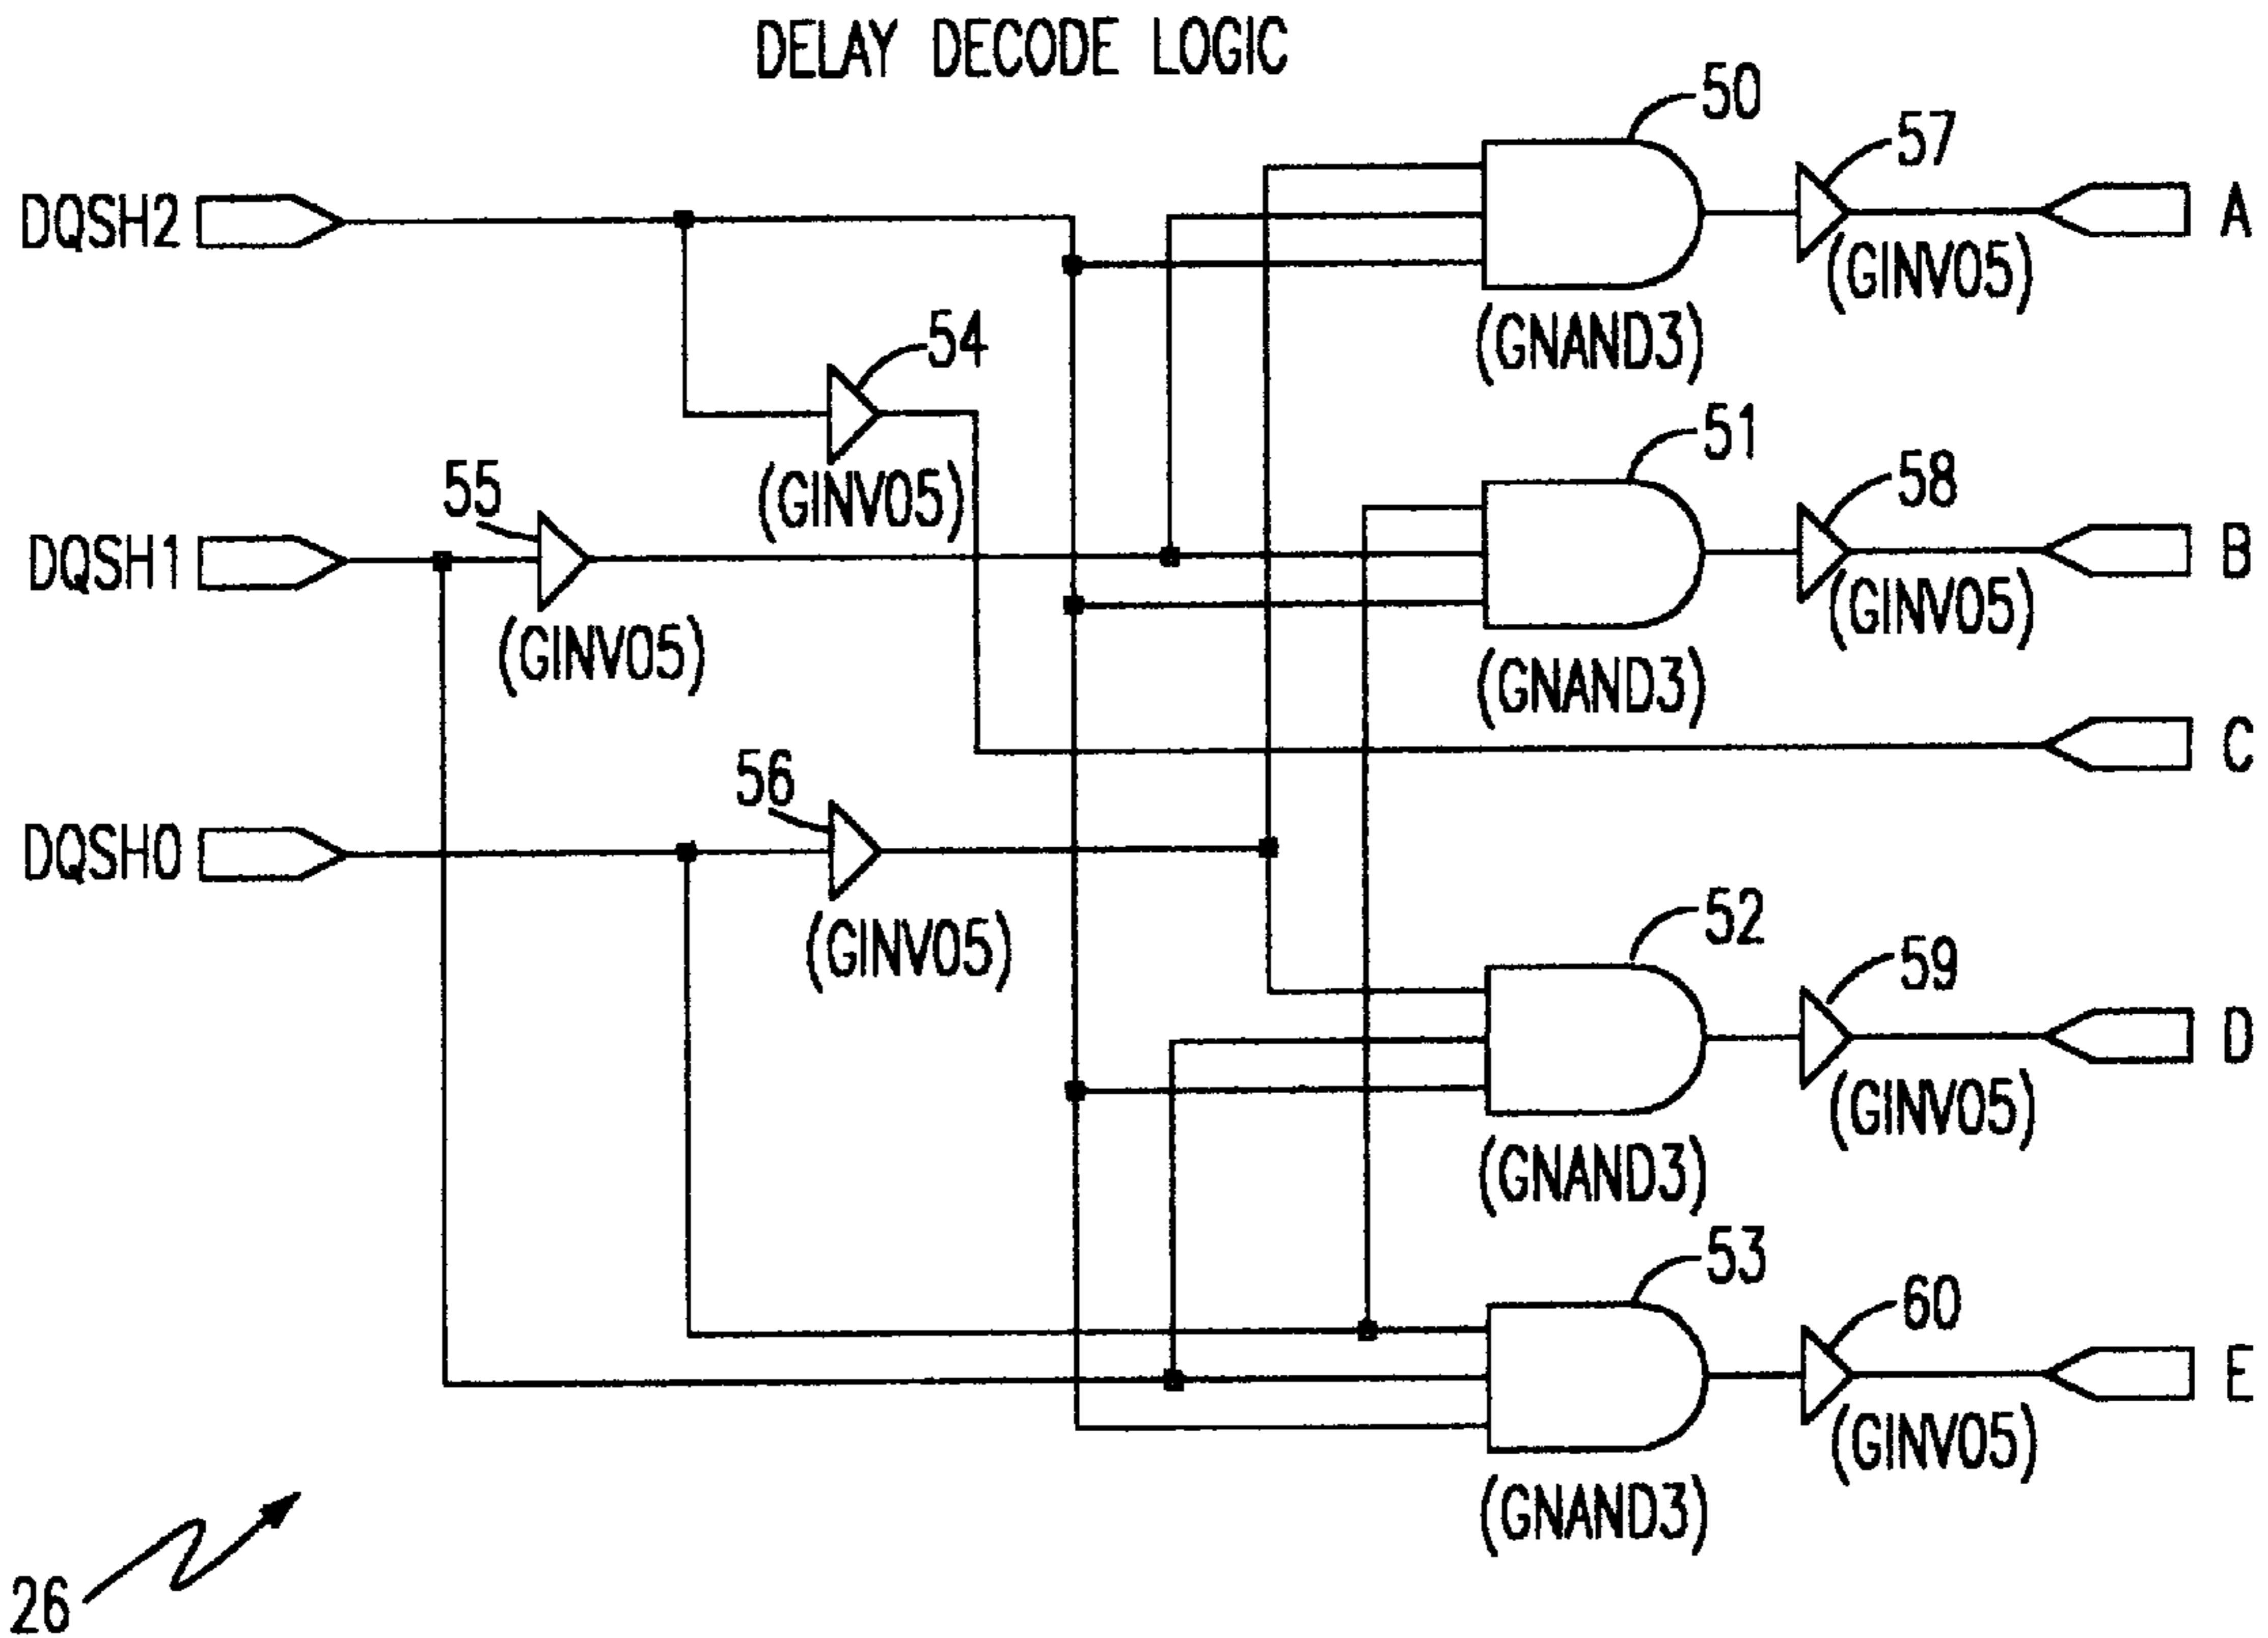 DELAY DECODE LOGIC
50
57
DQSH2
A
(GINV05)
(GNAND3)
54
51
58
(GINV05)
55
DQSH1
B
(GINV05)
(GINV05)
(GNAND3)
C
56
DQSH0
52
59
(GINV05)
D
(GINV05)
(GNAND3)
53
60
E
(GINV05)
(GNAND3)
26